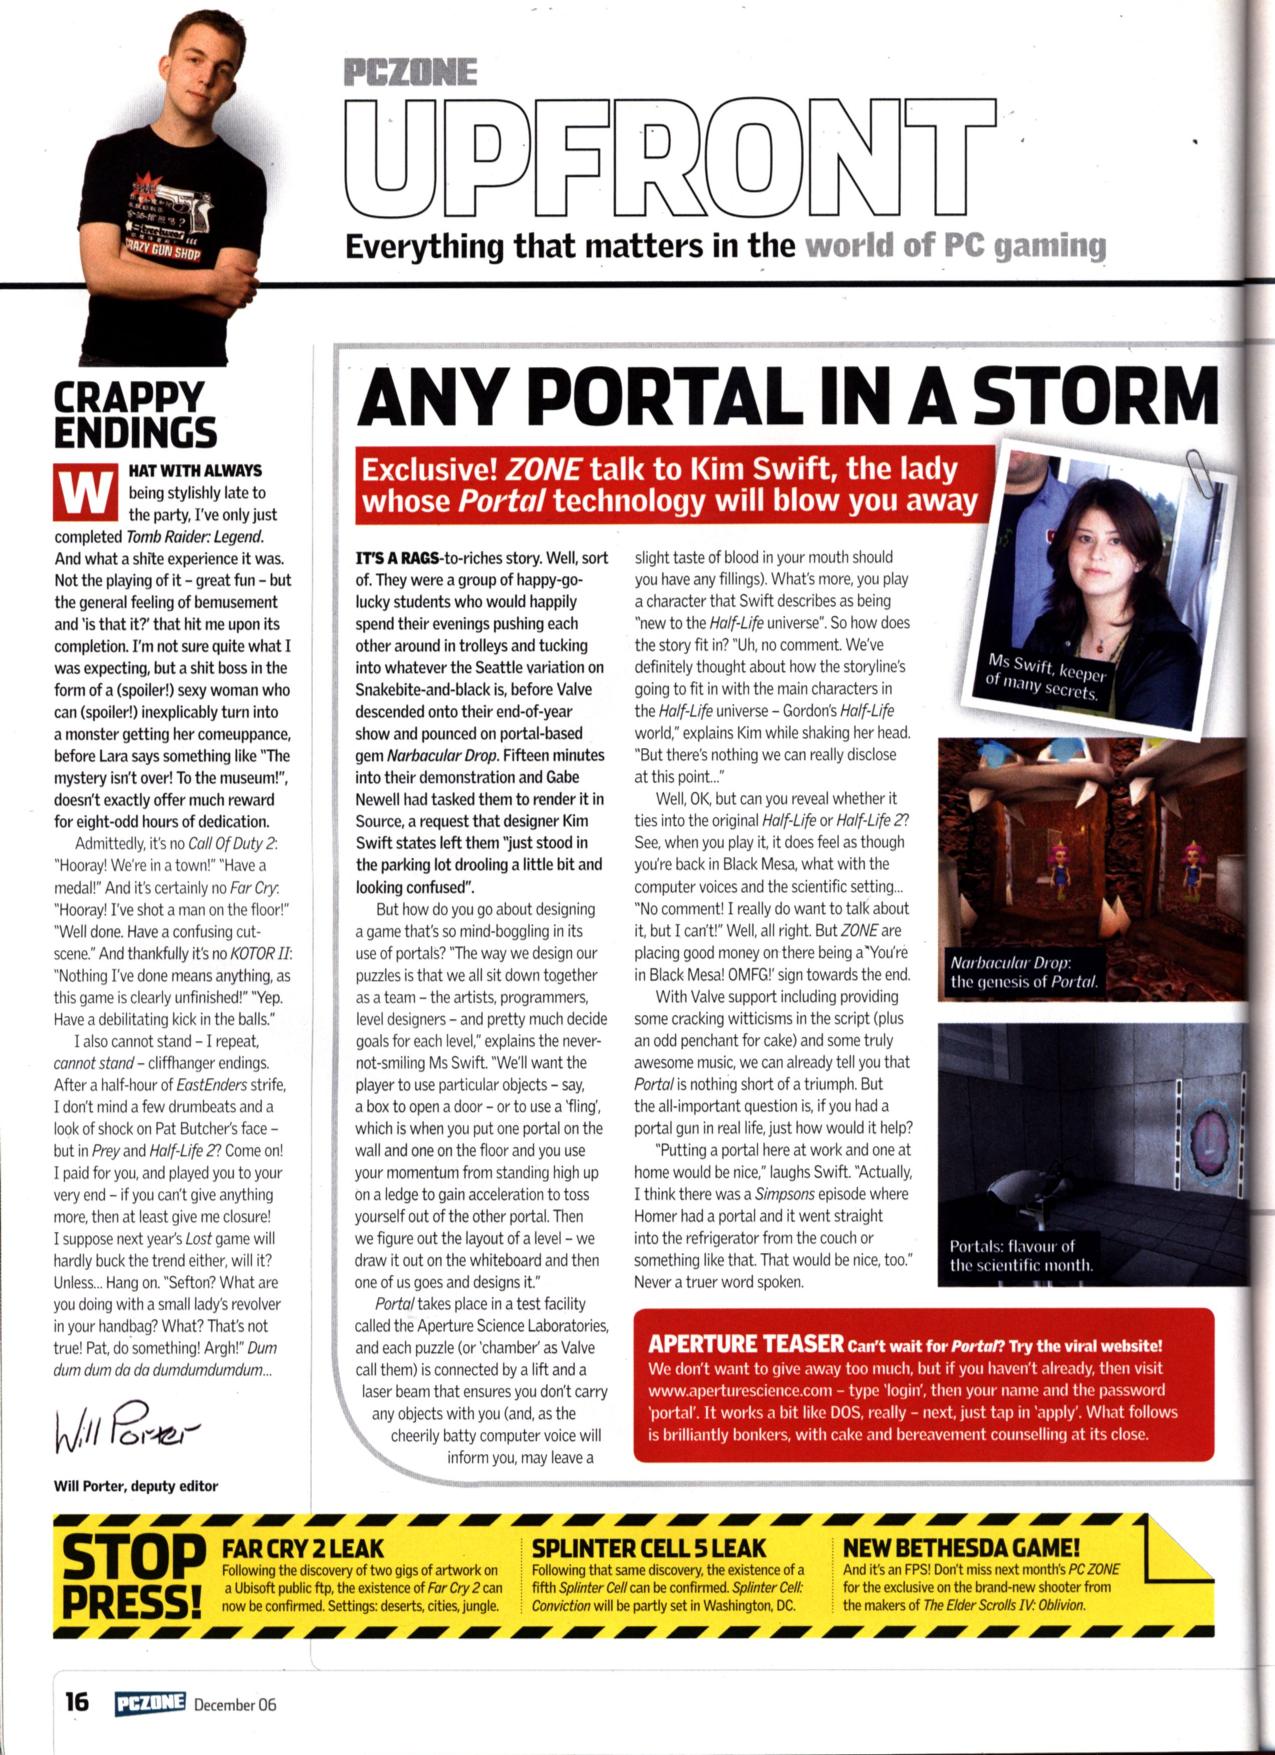 PCZONE
UPFRONT
Everything that matters in the world of PC gaming
CRAZY GUN SHOP
CRAPPY
ENDINGS
WHAT WITH ALWAYS
being stylishly late to
the party, I've only just
completed Tomb Raider: Legend.
And what a shite experience it was.
Not the playing of it – great fun – but
the general feeling of bemusement
and 'is that it?' that hit me upon its
completion. I'm not sure quite what I
was expecting, but a shit boss in the
form of a (spoiler!) sexy woman who
can (spoiler!) inexplicably turn into
a monster getting her comeuppance,
before Lara says something like "The
mystery isn't over! To the museum!",
doesn't exactly offer much reward
for eight-odd hours of dedication.
Admittedly, it's no Call Of Duty 2:
"Hooray! We're in a town!" "Have a
medal!" And it's certainly no Far Cry:
"Hooray! I've shot a man on the floor!"
"Well done. Have a confusing cut-
scene." And thankfully it's no KOTOR II:
"Nothing I've done means anything, as
this game is clearly unfinished!" "Yep.
Have a debilitating kick in the balls."
I also cannot stand – I repeat,
cannot stand – cliffhanger endings.
After a half-hour of EastEnders strife,
I don't mind a few drumbeats and a
look of shock on Pat Butcher's face –
but in Prey and Half-Life 2? Come on!
I paid for you, and played you to your
very end – if you can't give anything
more, then at least give me closure!
I suppose next year's Lost game will
hardly buck the trend either, will it?
Unless... Hang on. "Sefton? What are
you doing with a small lady's revolver
in your handbag? What? That's not
true! Pat, do something! Argh!" Dum
dum dum da da dumdumdumdum...
Will Porter
Will Porter, deputy editor
ANY PORTAL IN A STORM
Exclusive! ZONE talk to Kim Swift, the lady
whose Portal technology will blow you away
IT'S A RAGS-to-riches story. Well, sort
of. They were a group of happy-go-
lucky students who would happily
spend their evenings pushing each
other around in trolleys and tucking
into whatever the Seattle variation on
Snakebite-and-black is, before Valve
descended onto their end-of-year
show and pounced on portal-based
gem Narbacular Drop. Fifteen minutes
into their demonstration and Gabe
Newell had tasked them to render it in
Source, a request that designer Kim
Swift states left them "just stood in
the parking lot drooling a little bit and
looking confused".
But how do you go about designing
a game that's so mind-boggling in its
use of portals? "The way we design our
puzzles is that we all sit down together
as a team – the artists, programmers,
level designers – and pretty much decide
goals for each level," explains the never-
not-smiling Ms Swift. "We'll want the
player to use particular objects – say,
a box to open a door – or to use a 'fling',
which is when you put one portal on the
wall and one on the floor and you use
your momentum from standing high up
on a ledge to gain acceleration to toss
yourself out of the other portal. Then
we figure out the layout of a level – we
draw it out on the whiteboard and then
one of us goes and designs it."
Portal takes place in a test facility
called the Aperture Science Laboratories,
and each puzzle (or 'chamber' as Valve
call them) is connected by a lift and a
laser beam that ensures you don't carry
any objects with you (and, as the
cheerily batty computer voice will
inform you, may leave a
slight taste of blood in your mouth should
you have any fillings). What's more, you play
a character that Swift describes as being
"new to the Half-Life universe". So how does
the story fit in? "Uh, no comment. We've
definitely thought about how the storyline's
going to fit in with the main characters in
the Half-Life universe – Gordon's Half-Life
world," explains Kim while shaking her head.
"But there's nothing we can really disclose
at this point..."
Well, OK, but can you reveal whether it
ties into the original Half-Life or Half-Life 2?
See, when you play it, it does feel as though
you're back in Black Mesa, what with the
computer voices and the scientific setting...
"No comment! I really do want to talk about
it, but I can't!" Well, all right. But ZONE are
placing good money on there being a 'You're
in Black Mesa! OMFG!' sign towards the end.
With Valve support including providing
some cracking witticisms in the script (plus
an odd penchant for cake) and some truly
awesome music, we can already tell you that
Portal is nothing short of a triumph. But
the all-important question is, if you had a
portal gun in real life, just how would it help?
"Putting a portal here at work and one at
home would be nice," laughs Swift. "Actually,
I think there was a Simpsons episode where
Homer had a portal and it went straight
into the refrigerator from the couch or
something like that. That would be nice, too."
Never a truer word spoken.
Ms Swift, keeper
of many secrets.
Narbacular Drop:
the genesis of Portal.
Portals: flavour of
the scientific month.
APERTURE TEASER Can't wait for Portal? Try the viral website!
We don't want to give away too much, but if you haven't already, then visit
www.aperturescience.com – type 'login', then your name and the password
'portal'. It works a bit like DOS, really – next, just tap in 'apply'. What follows
is brilliantly bonkers, with cake and bereavement counselling at its close.
STOP
PRESS!
FAR CRY 2 LEAK
Following the discovery of two gigs of artwork on
a Ubisoft public ftp, the existence of Far Cry 2 can
now be confirmed. Settings: deserts, cities, jungle.
SPLINTER CELL 5 LEAK
Following that same discovery, the existence of a
fifth Splinter Cell can be confirmed. Splinter Cell:
Conviction will be partly set in Washington, DC.
NEW BETHESDA GAME!
And it's an FPS! Don't miss next month's PC ZONE
for the exclusive on the brand-new shooter from
the makers of The Elder Scrolls IV: Oblivion.
16 PCZONE December 06